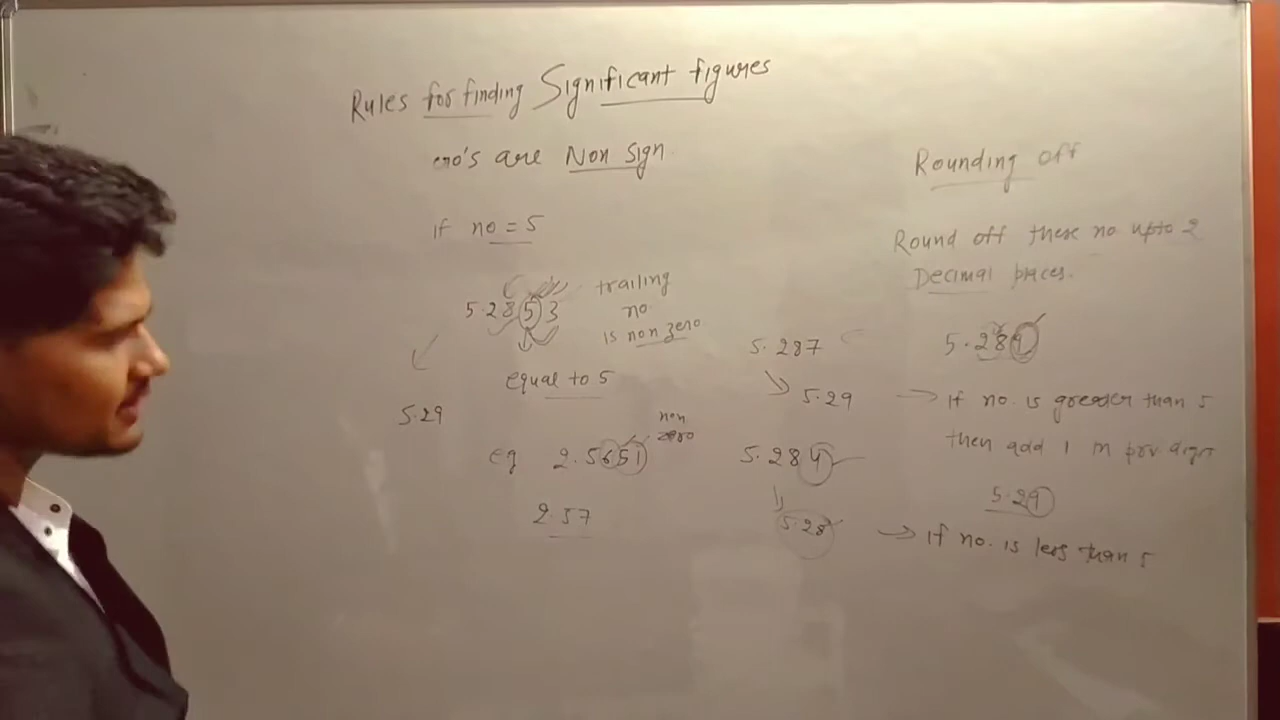 Rules for finding Significant figures
ero's are Non Sign.
if no = 5
5.2853
trailing
no.
is non zero
equal to 5
5.29
eg 2.5651
non
zero
2.57
5.287
5.29
5.284
5.28
Rounding off
Round off these no upto 2
Decimal places.
5.289
→ If no. is greater than 5
then add 1 in prv. digit
5.29
→ If no. is less than 5